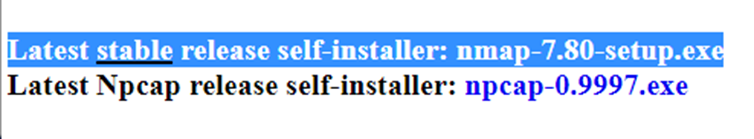 Latest stable release self-installer: nmap-7.80-setup.exe
Latest Npcap release self-installer: npcap-0.9997.exe